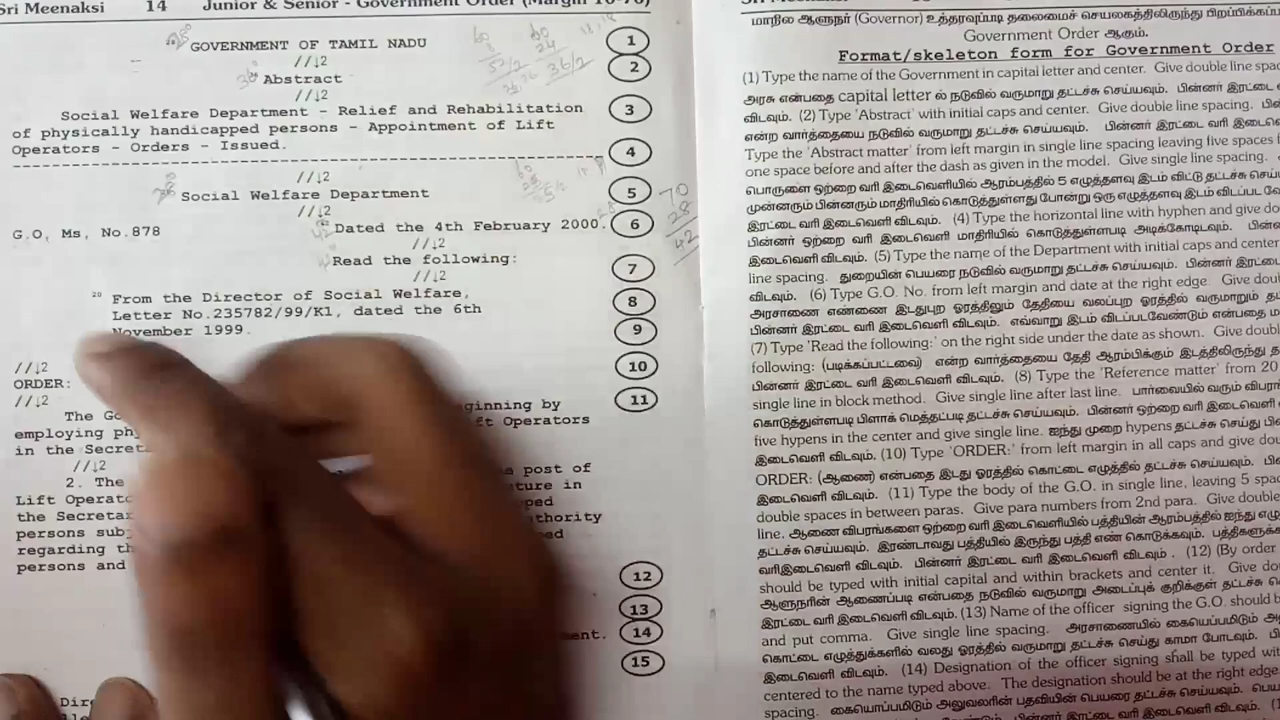 Sri Meenaksi 14 Junior & Senior - Government Order (Margin 10-70)
GOVERNMENT OF TAMIL NADU
1
//↓2
2
Abstract
//↓2
Social Welfare Department - Relief and Rehabilitation
3
of physically handicapped persons - Appointment of Lift
Operators - Orders - Issued.
4
//↓2
Social Welfare Department
5
//↓2
G.O, Ms, No.878 Dated the 4th February 2000.
6
//↓2
Read the following:
7
//↓2
20 From the Director of Social Welfare,
8
Letter No.235782/99/K1, dated the 6th
November 1999.
9
//↓2
10
ORDER:
//↓2
11
The Go
ginning by
employing phy
ft Operators
in the Secret
//↓2
post of
2. The
ture in
Lift Operato
ped
the Secretar
thority
persons sub
regarding th
persons and
12
13
ment.
14
15
Dire
மாநில ஆளுநர் (Governor) உத்தரவுப்படி தலைமைச் செயலகத்திலிருந்து பிறப்பிக்கப்
Government Order ஆகும்.
Format/skeleton form for Government Order
(1) Type the name of the Government in capital letter and center. Give double line spac
அரசு என்பதை capital letter ல் நடுவில் வருமாறு தட்டச்சு செய்யவும். பின்னர் இரட்டை
விடவும். (2) Type 'Abstract' with initial caps and center. Give double line spacing.
என்ற வார்த்தையை நடுவில் வருமாறு தட்டச்சு செய்யவும். பின்னர் இரட்டை வரி
Type the 'Abstract matter' from left margin in single line spacing leaving five spaces
one space before and after the dash as given in the model. Give single line spacing.
பொருளை ஒற்றை வரி இடைவெளியில் ஆரம்பத்தில் 5 எழுத்தளவு இடம் விட்டு தட்டச்சு
முன்னரும் பின்னரும் மாதிரியில் கொடுத்துள்ளது போன்று ஒரு எழுத்தளவு இடம்
இரட்டை வரி இடைவெளி விடவும். (4) Type the horizontal line with hyphen and give do
பின்னர் ஒற்றை வரி இடைவெளி மாதிரியில் கொடுத்துள்ளபடி அடிக்கோடிடவும்.
இடைவெளி விடவும். (5) Type the name of the Department with initial caps and center
line spacing. துறையின் பெயரை நடுவில் வருமாறு தட்டச்சு செய்யவும். பின்னர்
விடவும். (6) Type G.O. No. from left margin and date at the right edge. Give doub
அரசாணை எண்ணை இடதுபுற ஓரத்திலும் தேதியை வலப்புற ஓரத்தில் வருமாறும்
பின்னர் இரட்டை வரி இடைவெளி விடவும். எவ்வாறு இடம் விடப்படவேண்டும் என்பதை
(7) Type 'Read the following:' on the right side under the date as shown. Give doub
following: (படிக்கப்பட்டவை) என்ற வார்த்தையை தேதி ஆரம்பிக்கும் இடத்திலிருந்து
பின்னர் இரட்டை வரி இடைவெளி விடவும். (8) Type the 'Reference matter' from 20
single line in block method. Give single line after last line. பார்வையில் வரும்
கொடுத்துள்ளபடி பிளாக் மெத்தட்படி தட்டச்சு செய்யவும். பின்னர் ஒற்றை வரி இடைவெளி
five hypens in the center and give single line. ஐந்து முறை hypens தட்டச்சு செய்து
இடைவெளி விடவும். (10) Type 'ORDER:' from left margin in all caps and give dou
ORDER: (ஆணை) என்பதை இடது ஓரத்தில் கொட்டை எழுத்தில் தட்டச்சு செய்யவும்.
இடைவெளி விடவும். (11) Type the body of the G.O. in single line, leaving 5 spac
double spaces in between paras. Give para numbers from 2nd para. Give double
line. ஆணை விபரங்களை ஒற்றை வரி இடைவெளியில் பத்தியின் ஆரம்பத்தில் ஐந்து
தட்டச்சு செய்யவும். இரண்டாவது பத்தியில் இருந்து பத்தி எண் கொடுக்கவும்.
வரிஇடைவெளி விடவும். பின்னர் இரட்டை வரி இடைவெளி விடவும். (12) (By order
should be typed with initial capital and within brackets and center it. Give do
ஆளுநரின் ஆணைப்படி என்பதை நடுவில் வருமாறு அடைப்புக் குறிக்குள் தட்டச்சு
இரட்டை வரி இடைவெளி விடவும். (13) Name of the officer signing the G.O. should b
and put comma. Give single line spacing. அரசாணையில் கையொப்பமிடும்
கொட்டை எழுத்துக்களில் வலது ஓரத்தில் வருமாறு தட்டச்சு செய்து காமா போடவும்.
இடைவெளி விடவும். (14) Designation of the officer signing shall be typed wit
centered to the name typed above. The designation should be at the right edge
spacing. கையொப்பமிடும் அலுவலரின் பதவியின் பெயரை தட்டச்சு செய்யவும்.